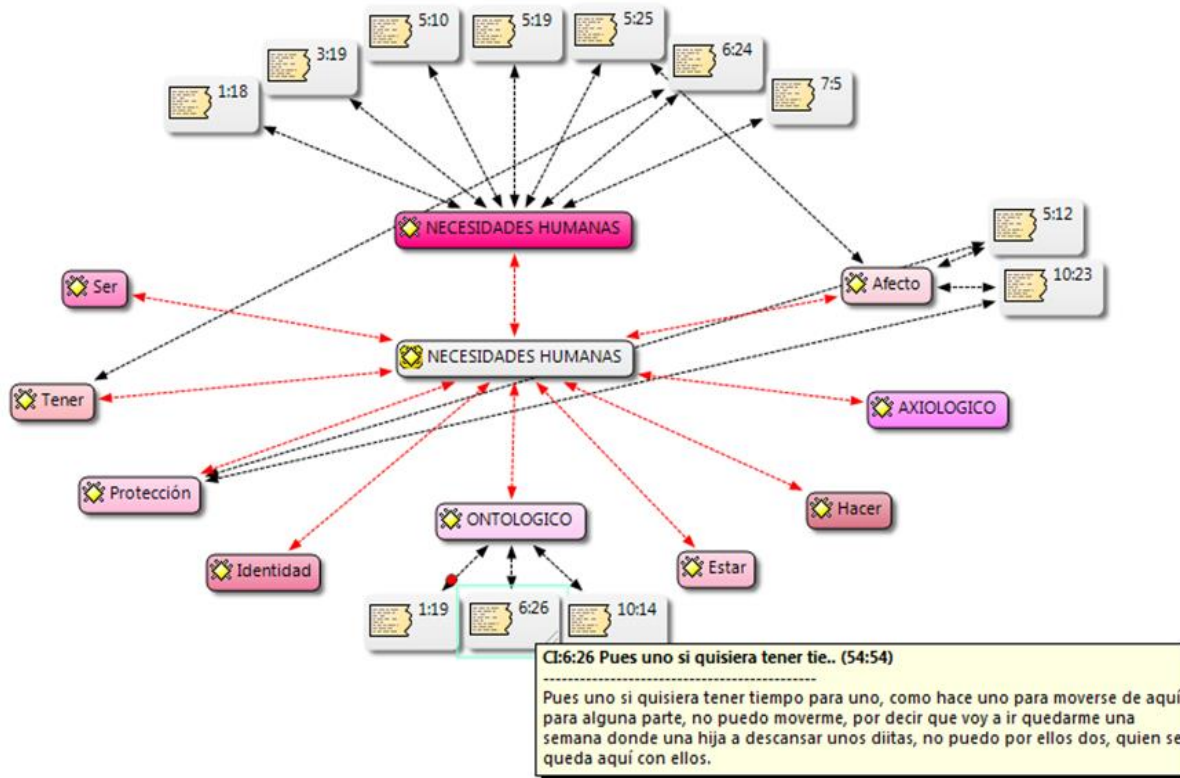 5:10
5:19
5:25
3:19
6:24
1:18
7:5
5:12
NECESIDADES HUMANAS
Afecto
10:23
Ser
NECESIDADES HUMANAS
Tener
AXIOLOGICO
Protección
Hacer
ONTOLOGICO
Identidad
Estar
1:19
6:26
10:14
CI:6:26 Pues uno si quisiera tener tie.. (54:54)
----------------------------------------------
Pues uno si quisiera tener tiempo para uno, como hace uno para moverse de aquí
para alguna parte, no puedo moverme, por decir que voy a ir quedarme una
semana donde una hija a descansar unos diitas, no puedo por ellos dos, quien se
queda aquí con ellos.